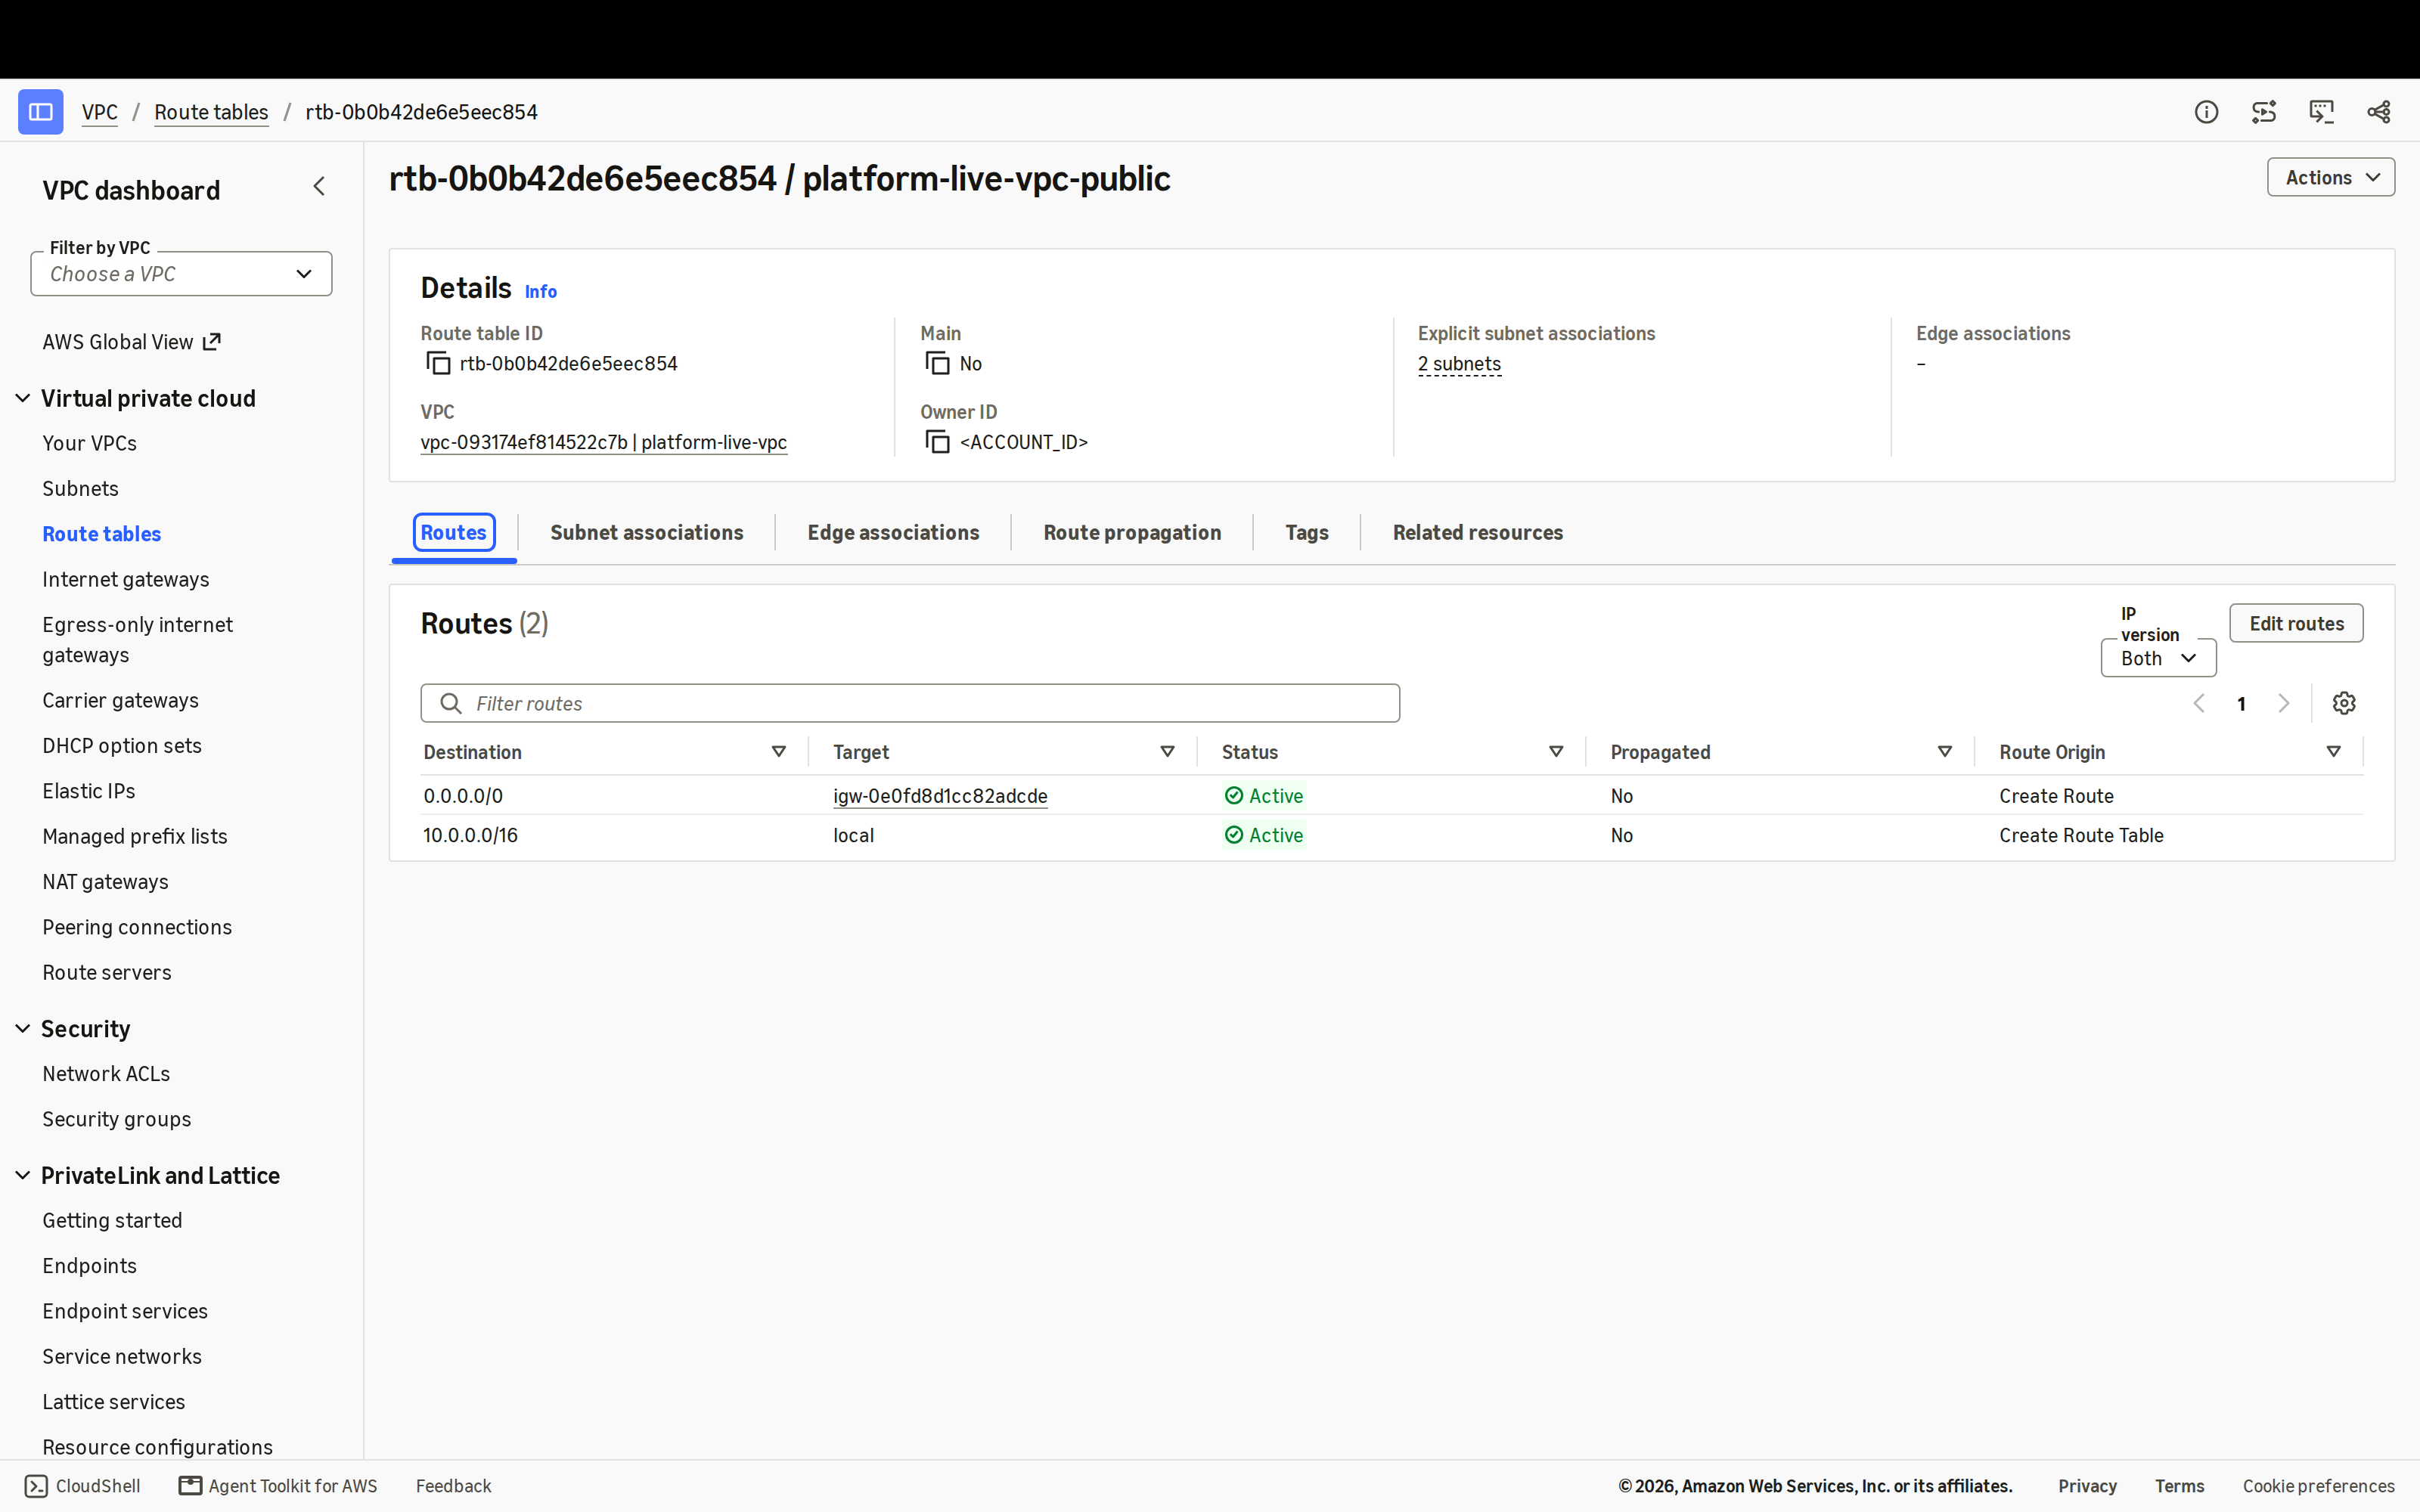 VPC / Route tables / rtb-0b0b42de6e5eec854
VPC dashboard
Filter by VPC
Choose a VPC
AWS Global View
Virtual private cloud
Your VPCs
Subnets
Route tables
Internet gateways
Egress-only internet
gateways
Carrier gateways
DHCP option sets
Elastic IPs
Managed prefix lists
NAT gateways
Peering connections
Route servers
Security
Network ACLs
Security groups
PrivateLink and Lattice
Getting started
Endpoints
Endpoint services
Service networks
Lattice services
Resource configurations
rtb-0b0b42de6e5eec854 / platform-live-vpc-public
Actions
Details Info
Route table ID
rtb-0b0b42de6e5eec854
VPC
vpc-093174ef814522c7b | platform-live-vpc
Main
No
Owner ID
<ACCOUNT_ID>
Explicit subnet associations
2 subnets
Edge associations
–
Routes Subnet associations Edge associations Route propagation Tags Related resources
Routes (2)
IP
version
Both
Edit routes
Filter routes
1
Destination Target Status Propagated Route Origin
0.0.0.0/0 igw-0e0fd8d1cc82adcde Active No Create Route
10.0.0.0/16 local Active No Create Route Table
CloudShell Agent Toolkit for AWS Feedback © 2026, Amazon Web Services, Inc. or its affiliates. Privacy Terms Cookie preferences